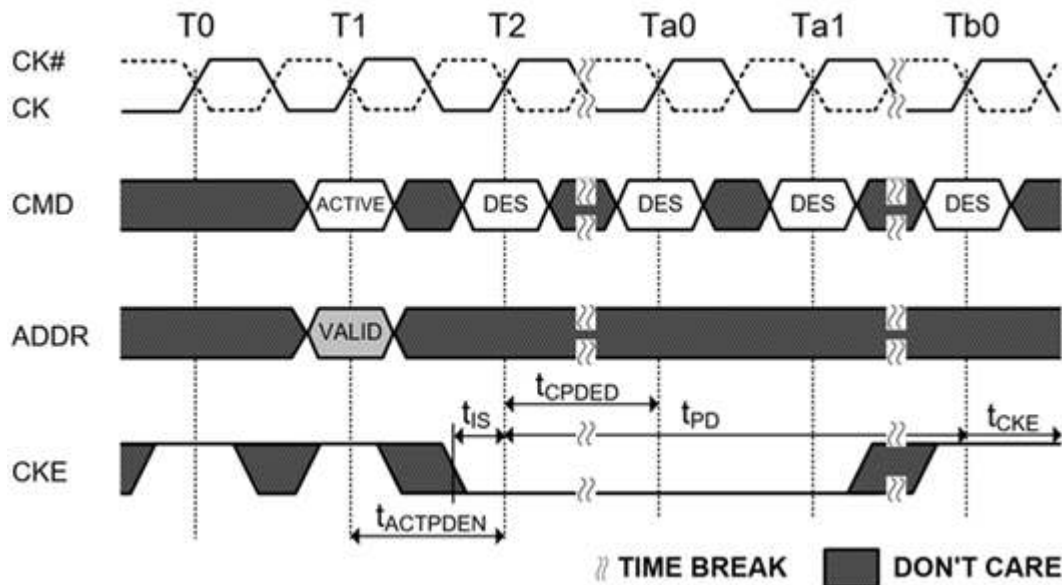 T0 T1 T2 Ta0 Ta1 Tb0
CK#
CK
CMD ACTIVE DES DES DES DES
ADDR VALID
tCPDED
tIS tPD tCKE
CKE
tACTPDEN
TIME BREAK DON'T CARE